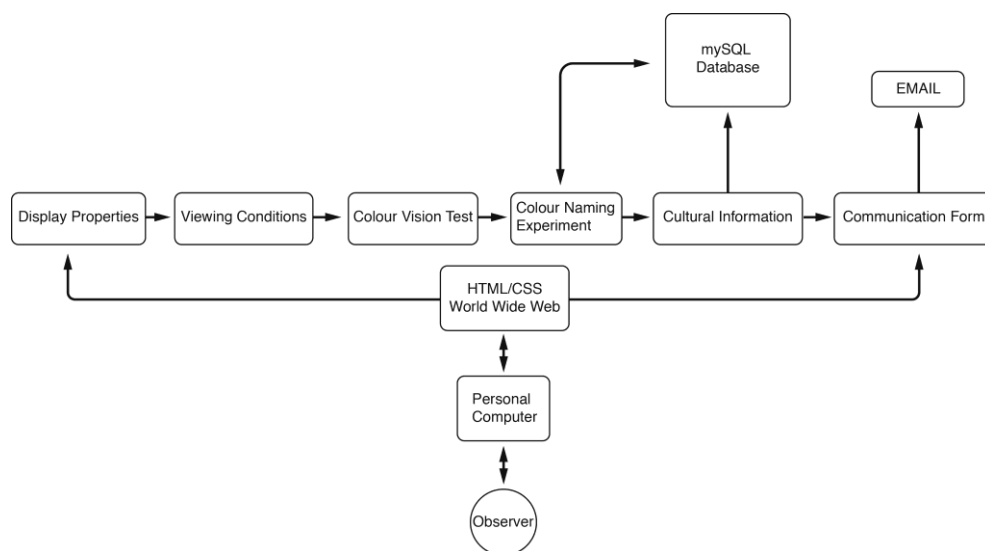 mySQL
Database
EMAIL
Display Properties
Viewing Conditions
Colour Vision Test
Colour Naming
Experiment
Cultural Information
Communication Form
HTML/CSS
World Wide Web
Personal
Computer
Observer